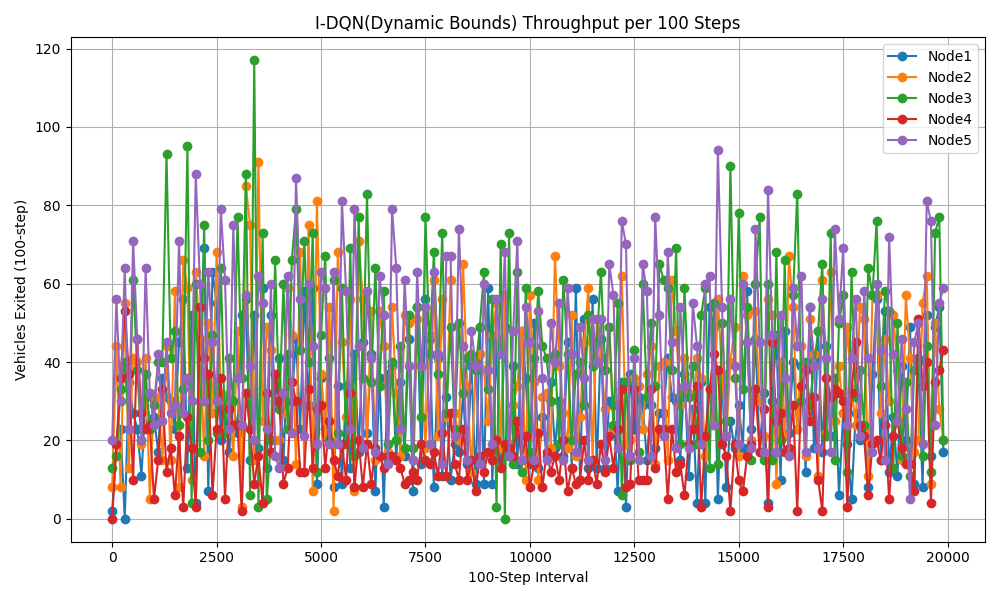 I-DQN(Dynamic Bounds) Throughput per 100 Steps
Vehicles Exited (100-step)
120
100
80
60
40
20
0
0 2500 5000 7500 10000 12500 15000 17500 20000
100-Step Interval
Node1
Node2
Node3
Node4
Node5